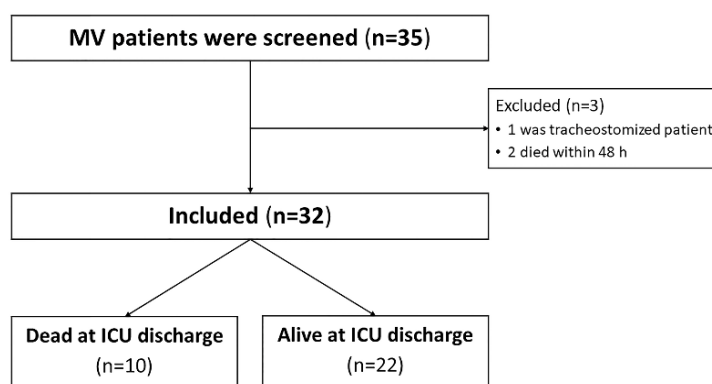 MV patients were screened (n=35)
Excluded (n=3)
• 1 was tracheostomized patient
• 2 died within 48 h
Included (n=32)
Dead at ICU discharge
(n=10)
Alive at ICU discharge
(n=22)